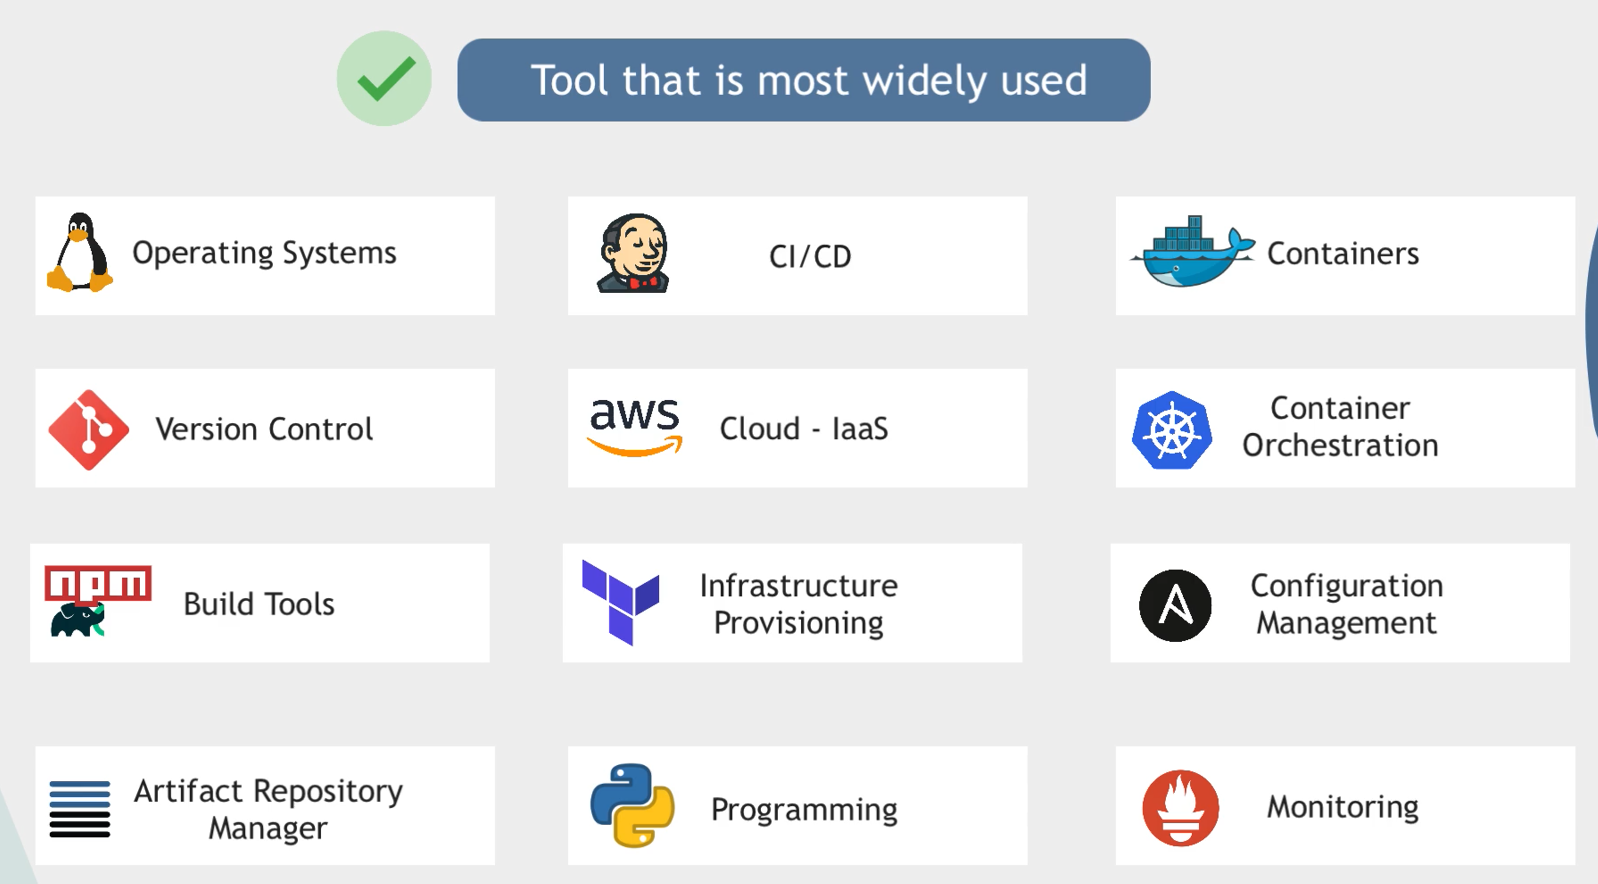 Tool that is most widely used
Operating Systems
CI/CD
Containers
Version Control
aws
Cloud - IaaS
Container
Orchestration
npm
Build Tools
Infrastructure
Provisioning
Configuration
Management
Artifact Repository
Manager
Programming
Monitoring